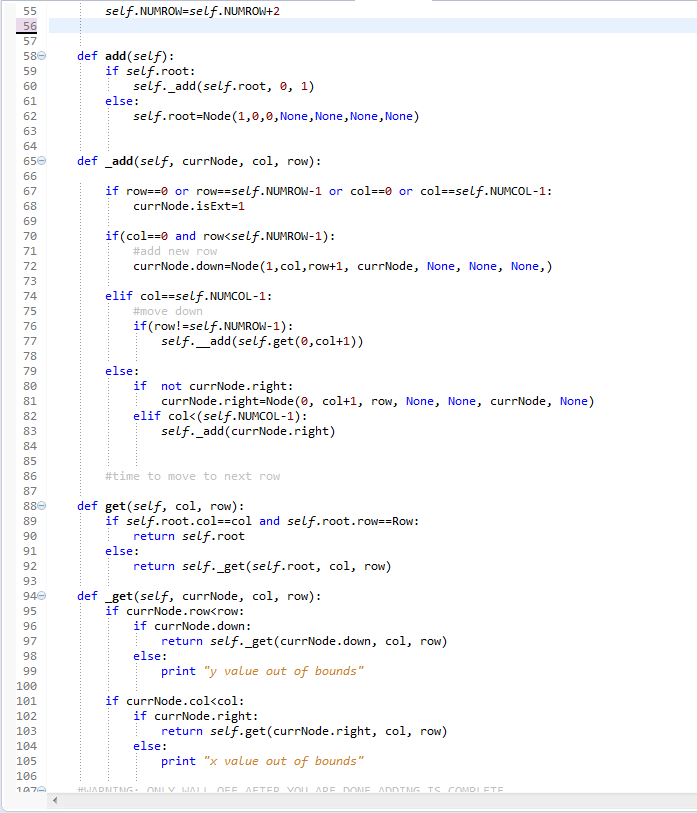 55 self.NUMROW=self.NUMROW+2
56
57
58 def add(self):
59 if self.root:
60 self._add(self.root, 0, 1)
61 else:
62 self.root=Node(1,0,0,None,None,None,None)
63
64
65 def _add(self, currNode, col, row):
66
67 if row==0 or row==self.NUMROW-1 or col==0 or col==self.NUMCOL-1:
68 currNode.isExt=1
69
70 if(col==0 and row<self.NUMROW-1):
71 #add new row
72 currNode.down=Node(1,col,row+1, currNode, None, None, None,)
73
74 elif col==self.NUMCOL-1:
75 #move down
76 if(row!=self.NUMROW-1):
77 self.__add(self.get(0,col+1))
78
79 else:
80 if  not currNode.right:
81 currNode.right=Node(0, col+1, row, None, None, currNode, None)
82 elif col<(self.NUMCOL-1):
83 self._add(currNode.right)
84
85
86 #time to move to next row
87
88 def get(self, col, row):
89 if self.root.col==col and self.root.row==Row:
90 return self.root
91 else:
92 return self._get(self.root, col, row)
93
94 def _get(self, currNode, col, row):
95 if currNode.row<row:
96 if currNode.down:
97 return self._get(currNode.down, col, row)
98 else:
99 print "y value out of bounds"
100
101 if currNode.col<col:
102 if currNode.right:
103 return self.get(currNode.right, col, row)
104 else:
105 print "x value out of bounds"
106
107 #WARNING: ONLY WALL OFF AFTER YOU ARE DONE ADDING IS COMPLETE